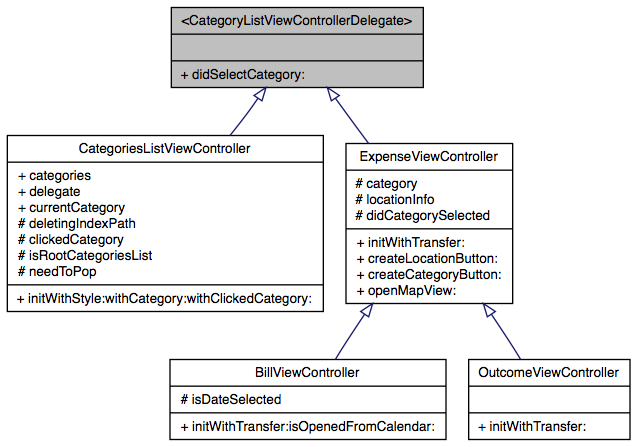 <CategoryListViewControllerDelegate>
+ didSelectCategory:
CategoriesListViewController
+ categories
+ delegate
+ currentCategory
# deletingIndexPath
# clickedCategory
# isRootCategoriesList
# needToPop
+ initWithStyle:withCategory:withClickedCategory:
ExpenseViewController
# category
# locationInfo
# didCategorySelected
+ initWithTransfer:
+ createLocationButton:
+ createCategoryButton:
+ openMapView:
BillViewController
# isDateSelected
+ initWithTransfer:isOpenedFromCalendar:
OutcomeViewController
+ initWithTransfer: